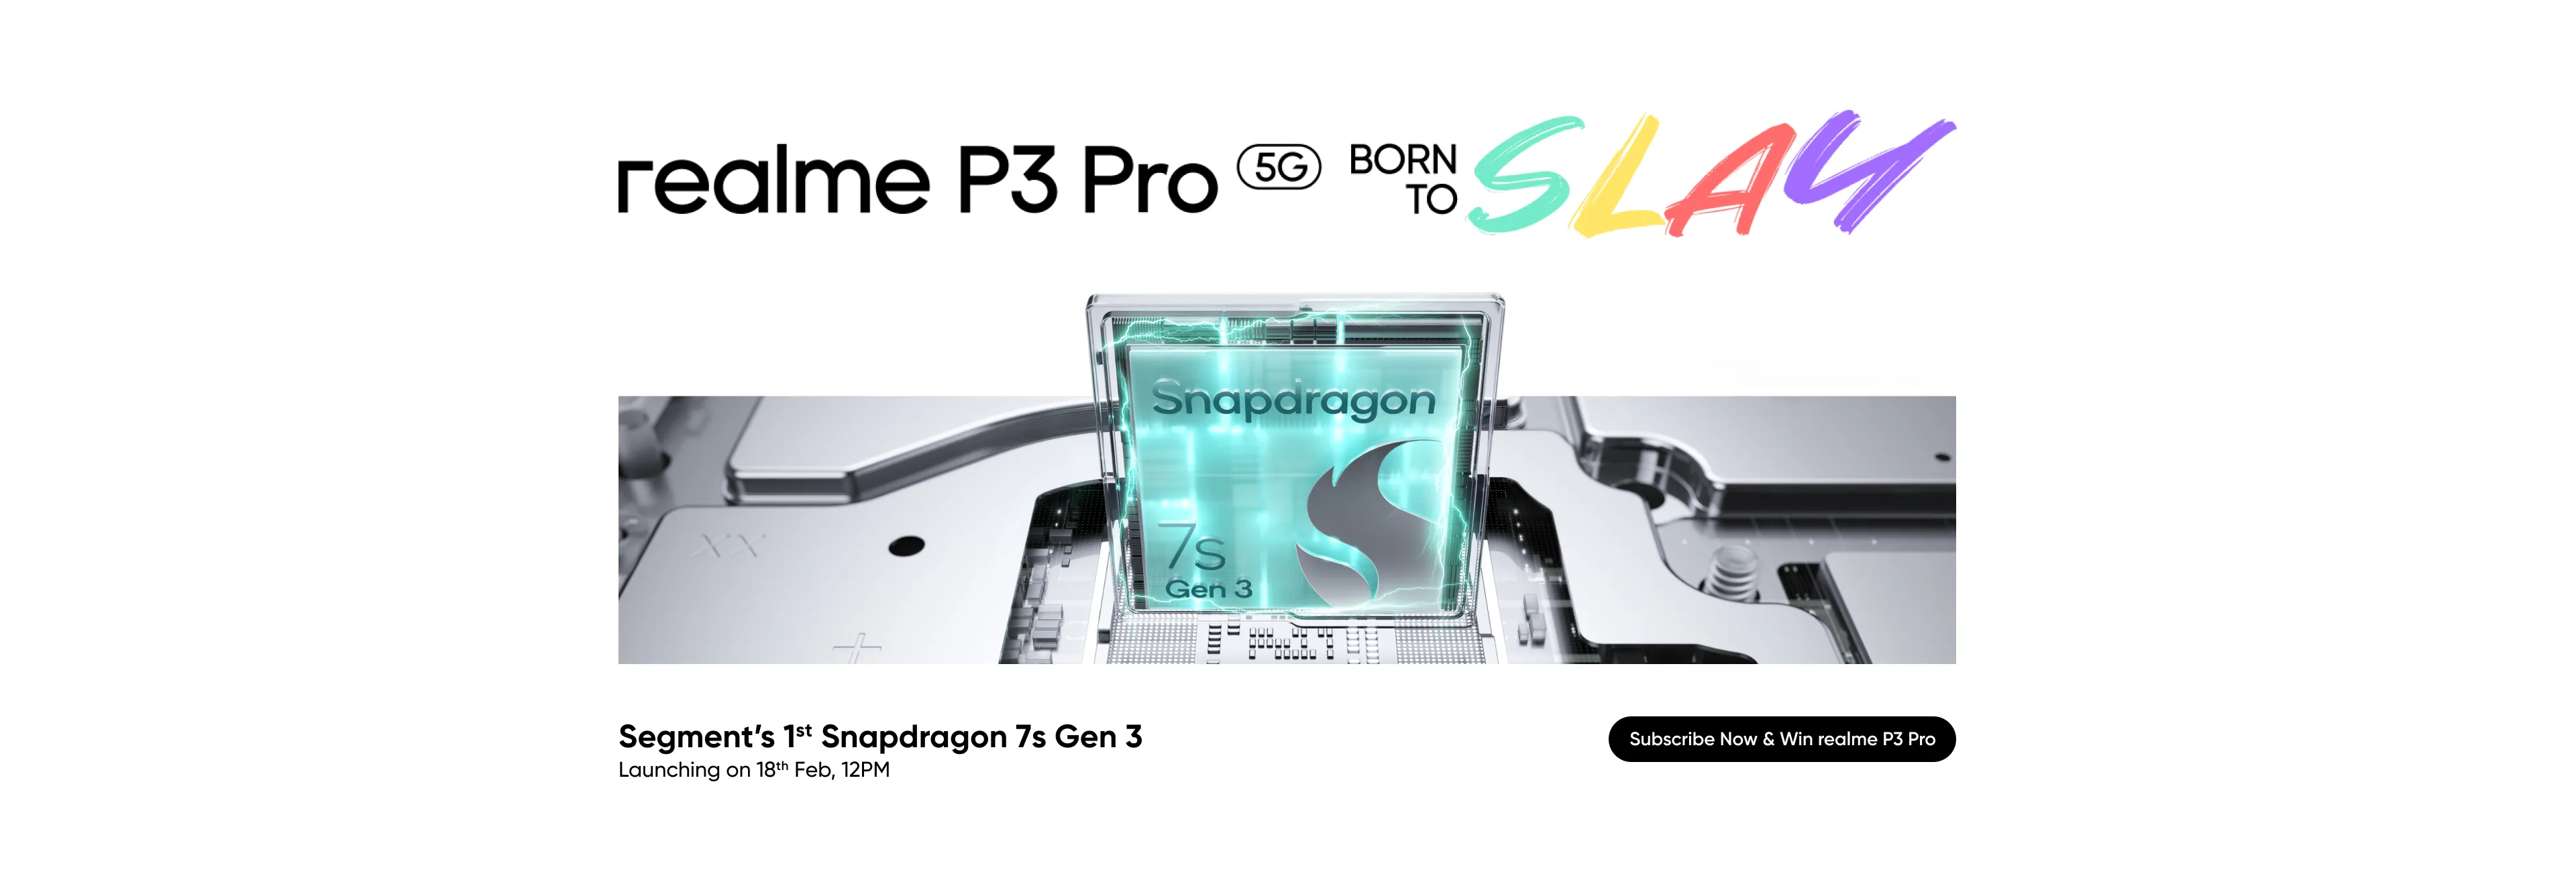 realme P3 Pro 5G BORN TO SLAY
Snapdragon
7s
Gen 3
XX
Segment's 1st Snapdragon 7s Gen 3
Launching on 18th Feb, 12PM
Subscribe Now & Win realme P3 Pro